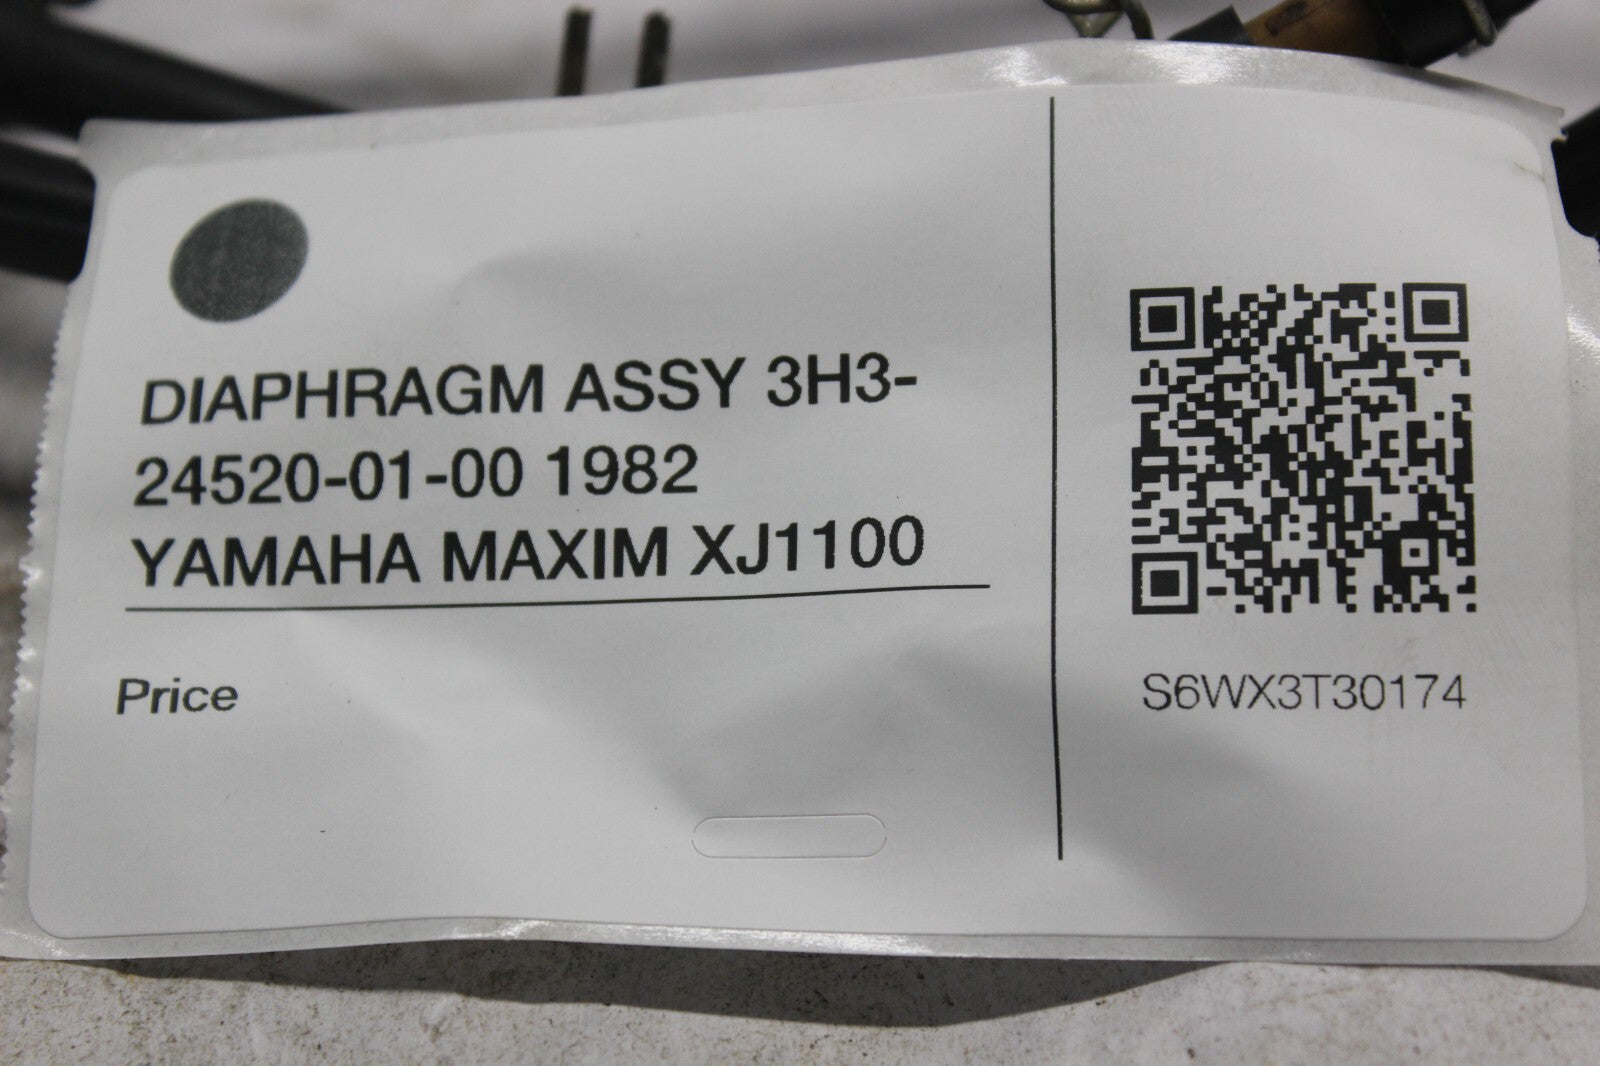 DIAPHRAGM ASSY 3H3-
24520-01-00 1982
YAMAHA MAXIM XJ1100
Price
S6WX3T30174